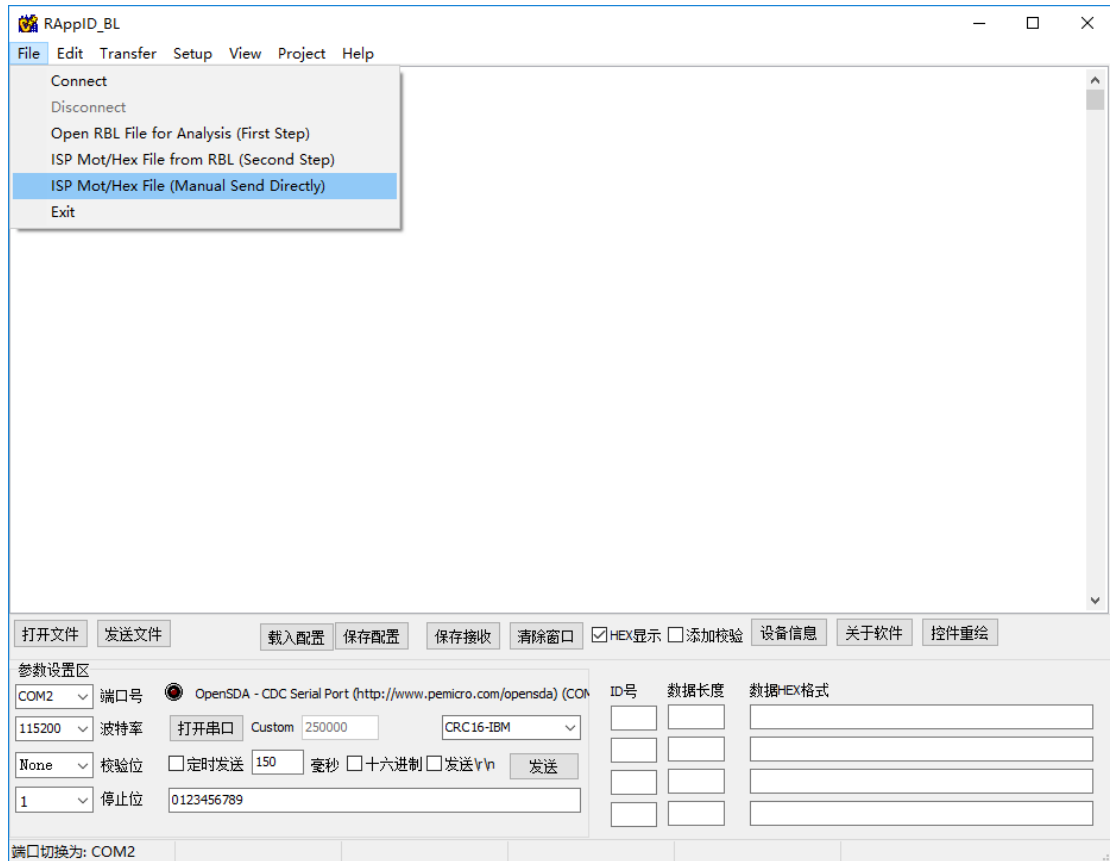 RAppID_BL
File Edit Transfer Setup View Project Help
Connect
Disconnect
Open RBL File for Analysis (First Step)
ISP Mot/Hex File from RBL (Second Step)
ISP Mot/Hex File (Manual Send Directly)
Exit
打开文件 发送文件 载入配置 保存配置 保存接收 清除窗口 HEX显示 添加校验 设备信息 关于软件 控件重绘
参数设置区
COM2 端口号 OpenSDA - CDC Serial Port (http://www.pemicro.com/opensda) (COM
115200 波特率 打开串口 Custom 250000 CRC16-IBM
None 校验位 定时发送 150 毫秒 十六进制 发送\r\n 发送
1 停止位 0123456789
ID号 数据长度 数据HEX格式
端口切换为: COM2